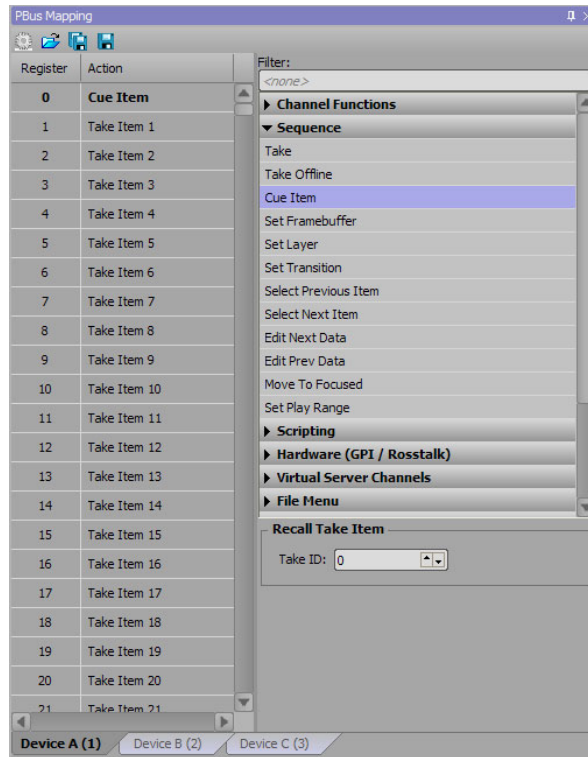 PBus Mapping
Register Action
0 Cue Item
1 Take Item 1
2 Take Item 2
3 Take Item 3
4 Take Item 4
5 Take Item 5
6 Take Item 6
7 Take Item 7
8 Take Item 8
9 Take Item 9
10 Take Item 10
11 Take Item 11
12 Take Item 12
13 Take Item 13
14 Take Item 14
15 Take Item 15
16 Take Item 16
17 Take Item 17
18 Take Item 18
19 Take Item 19
20 Take Item 20
21 Take Item 21
Filter:
<none>
Channel Functions
Sequence
Take
Take Offline
Cue Item
Set Framebuffer
Set Layer
Set Transition
Select Previous Item
Select Next Item
Edit Next Data
Edit Prev Data
Move To Focused
Set Play Range
Scripting
Hardware (GPI / Rosstalk)
Virtual Server Channels
File Menu
Recall Take Item
Take ID: 0
Device A (1) Device B (2) Device C (3)